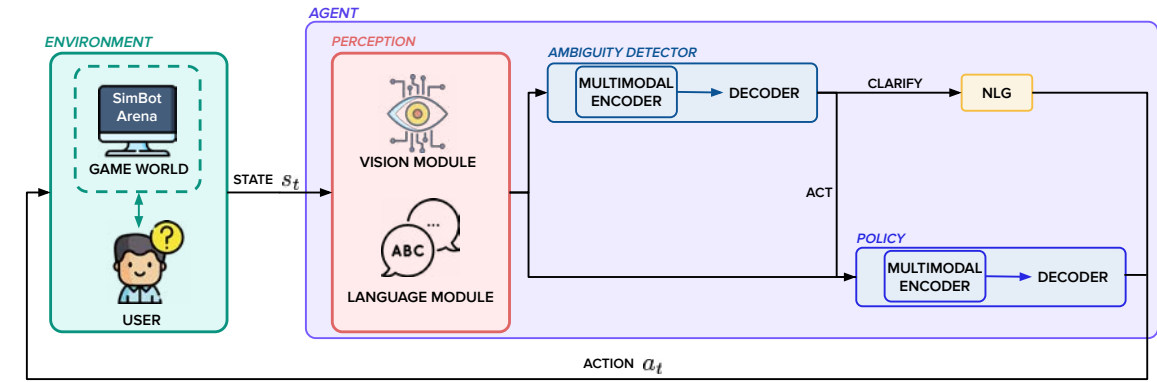 AGENT
ENVIRONMENT
SimBot
Arena
GAME WORLD
USER
STATE s_t
PERCEPTION
VISION MODULE
...
ABC
LANGUAGE MODULE
AMBIGUITY DETECTOR
MULTIMODAL
ENCODER
DECODER
CLARIFY
NLG
ACT
POLICY
MULTIMODAL
ENCODER
DECODER
ACTION a_t
?